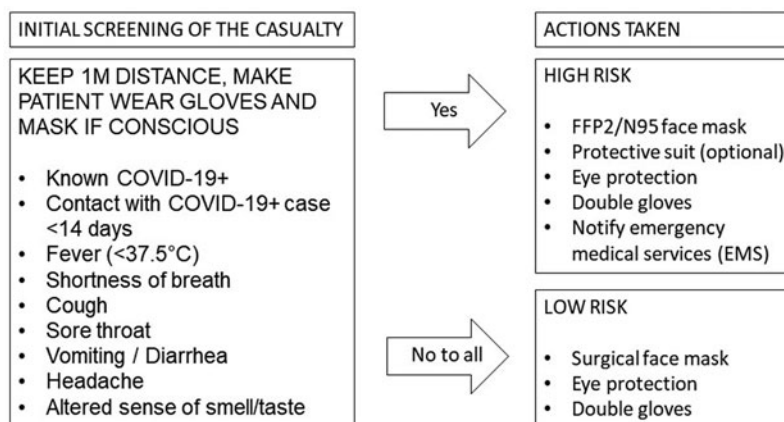 INITIAL SCREENING OF THE CASUALTY
KEEP 1M DISTANCE, MAKE
PATIENT WEAR GLOVES AND
MASK IF CONSCIOUS
• Known COVID-19+
• Contact with COVID-19+ case
<14 days
• Fever (<37.5°C)
• Shortness of breath
• Cough
• Sore throat
• Vomiting / Diarrhea
• Headache
• Altered sense of smell/taste
Yes
No to all
ACTIONS TAKEN
HIGH RISK
• FFP2/N95 face mask
• Protective suit (optional)
• Eye protection
• Double gloves
• Notify emergency
medical services (EMS)
LOW RISK
• Surgical face mask
• Eye protection
• Double gloves